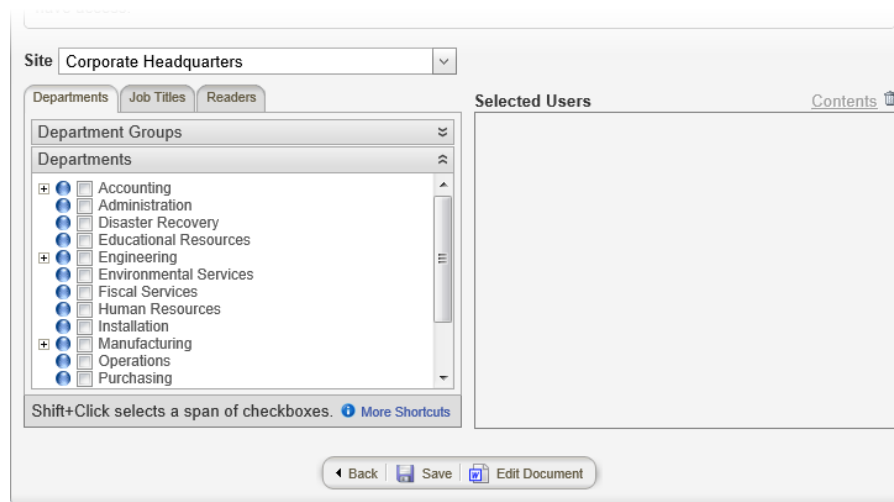 Site Corporate Headquarters
Departments Job Titles Readers
Selected Users Contents
Department Groups
Departments
Accounting
Administration
Disaster Recovery
Educational Resources
Engineering
Environmental Services
Fiscal Services
Human Resources
Installation
Manufacturing
Operations
Purchasing
Shift+Click selects a span of checkboxes. More Shortcuts
Back Save Edit Document